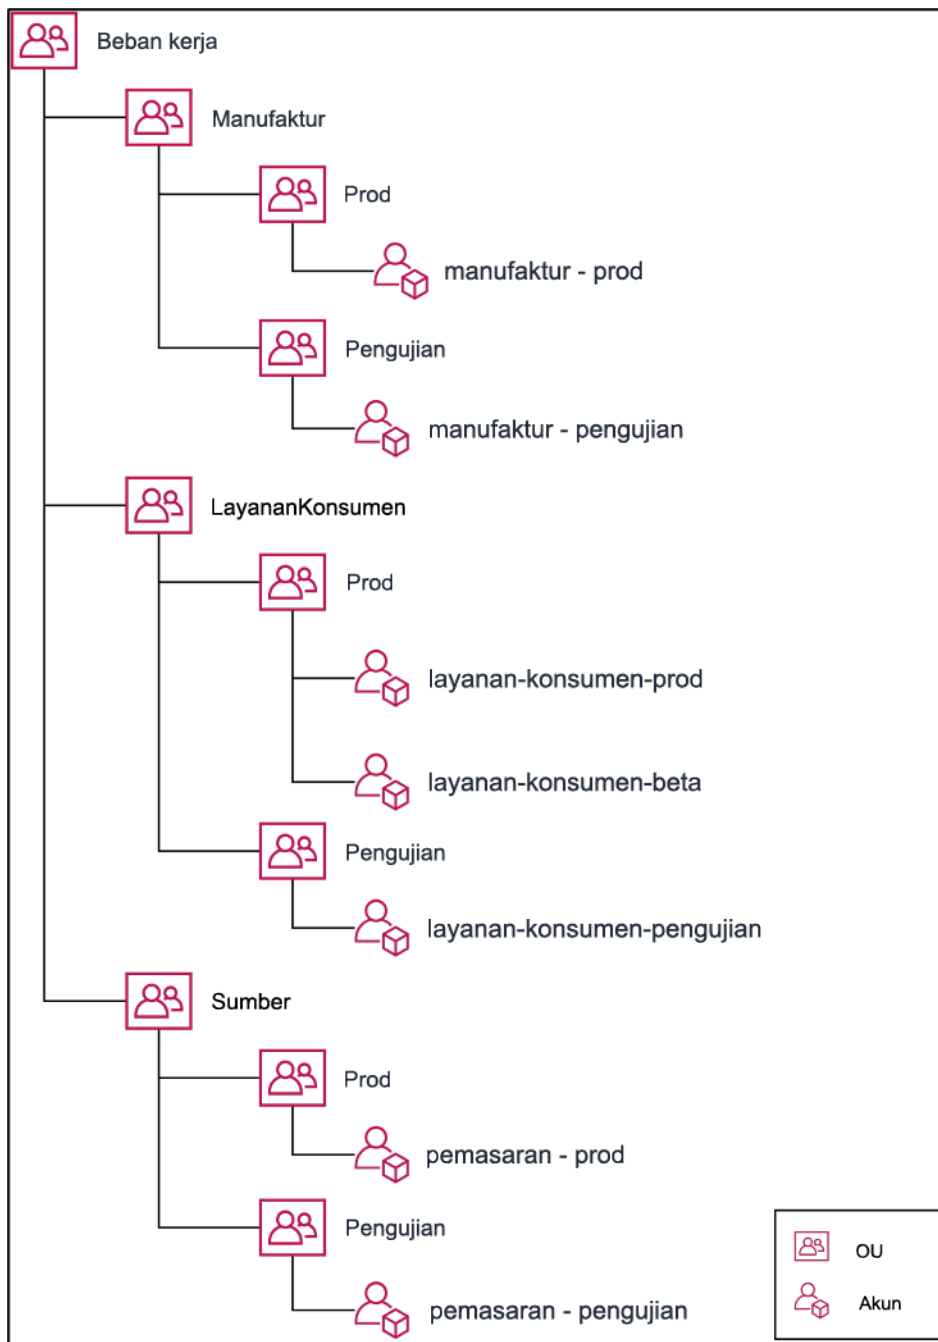 Beban kerja
Manufaktur
Prod
manufaktur - prod
Pengujian
manufaktur - pengujian
LayananKonsumen
Prod
layanan-konsumen-prod
layanan-konsumen-beta
Pengujian
layanan-konsumen-pengujian
Sumber
Prod
pemasaran - prod
Pengujian
pemasaran - pengujian
OU
Akun